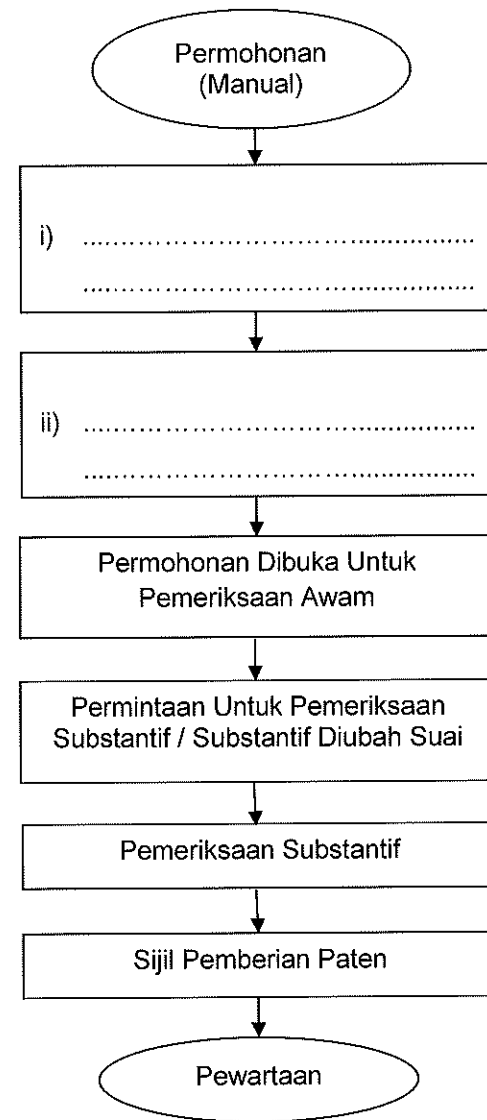 Permohonan
(Manual)
i) ............................................................
............................................................
ii) ............................................................
............................................................
Permohonan Dibuka Untuk
Pemeriksaan Awam
Permintaan Untuk Pemeriksaan
Substantif / Substantif Diubah Suai
Pemeriksaan Substantif
Sijil Pemberian Paten
Pewartaan